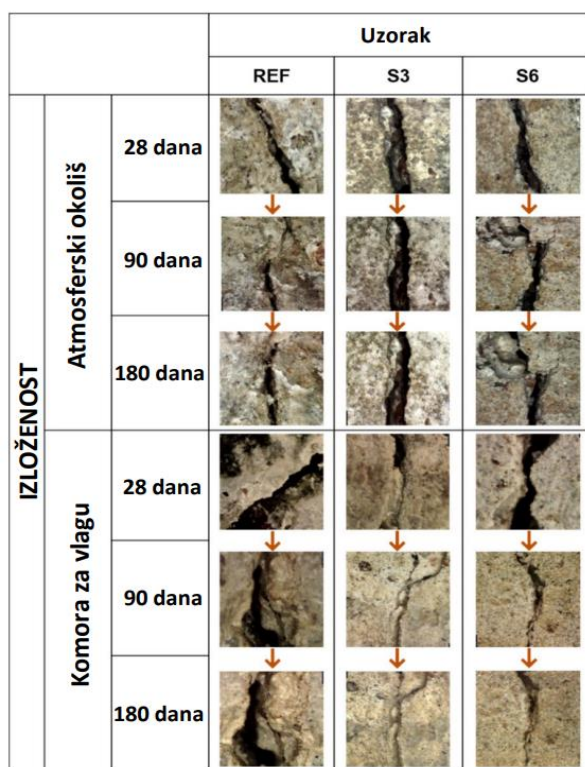 Uzorak
REF S3 S6
IZLOŽENOST
Atmosferski okoliš
28 dana
90 dana
180 dana
Komora za vlagu
28 dana
90 dana
180 dana